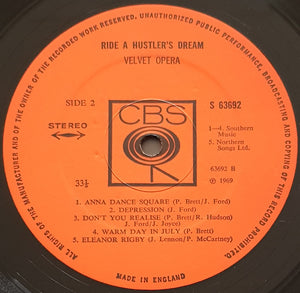 ALL RIGHTS OF THE MANUFACTURER AND OF THE OWNER OF THE RECORDED WORK RESERVED. UNAUTHORIZED PUBLIC PERFORMANCE, BROADCASTING AND COPYING OF THIS RECORD PROHIBITED.
RIDE A HUSTLER'S DREAM
VELVET OPERA
SIDE 2
S 63692
CBS
STEREO
1—4. Southern
Music
5. Northern
Songs Ltd.
33⅓
63692 B
℗ 1969
1. ANNA DANCE SQUARE (P. Brett/J. Ford)
2. DEPRESSION (J. Ford)
3. DON'T YOU REALISE (P. Brett/R. Hudson)
J. Ford/J. Joyce)
4. WARM DAY IN JULY (P. Brett)
5. ELEANOR RIGBY (J. Lennon/P. McCartney)
MADE IN ENGLAND